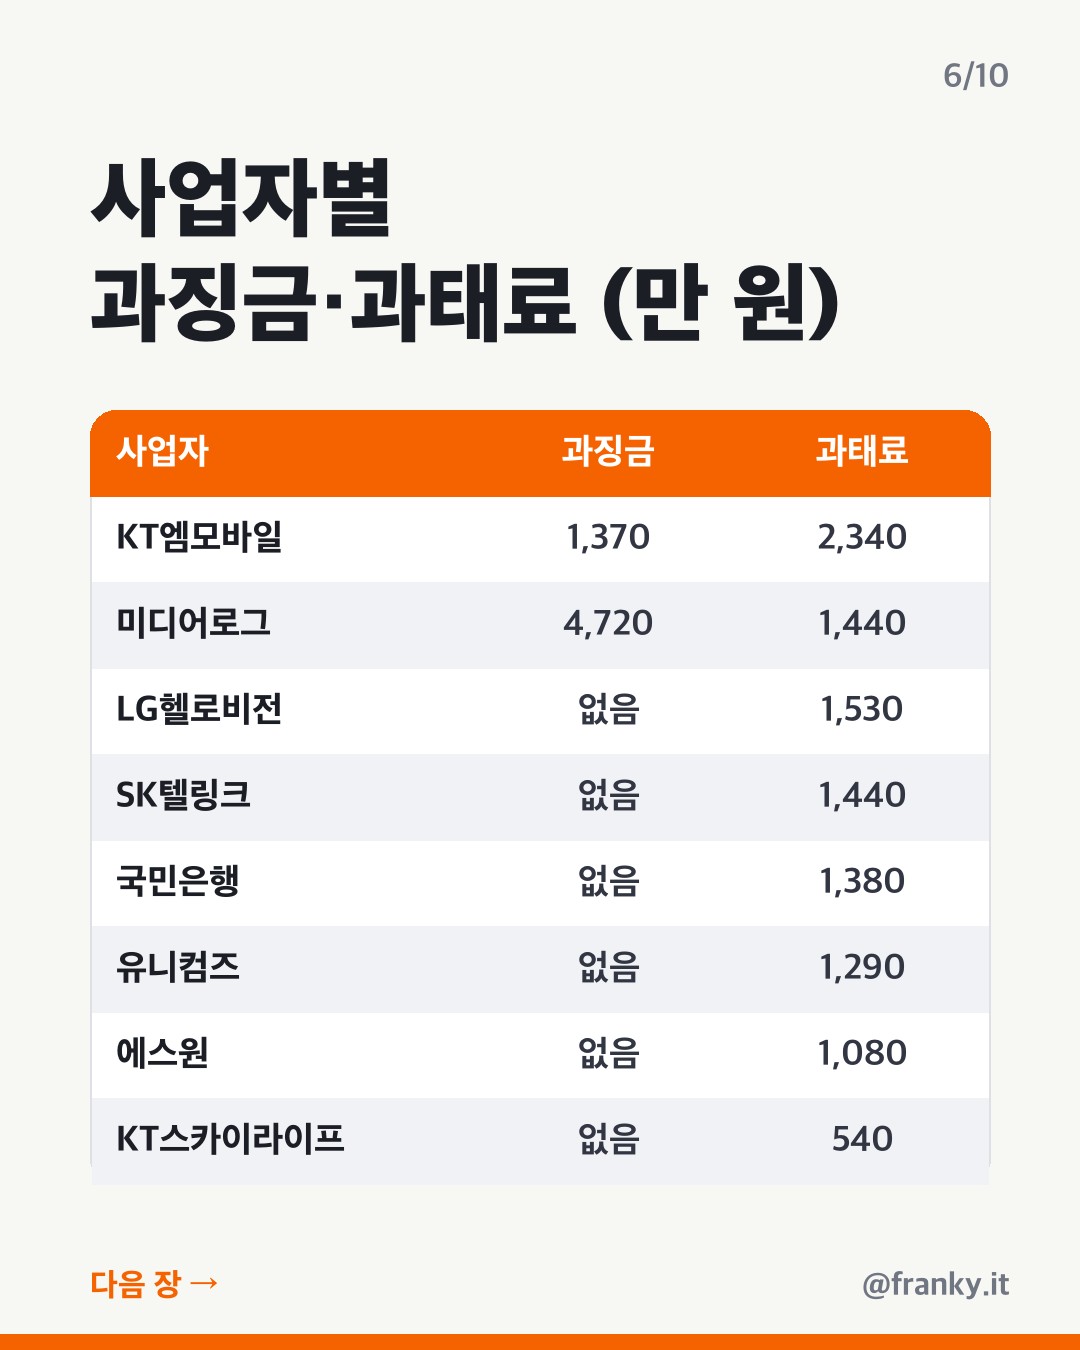 6/10
사업자별
과징금·과태료 (만 원)
사업자 과징금 과태료
KT엠모바일 1,370 2,340
미디어로그 4,720 1,440
LG헬로비전 없음 1,530
SK텔링크 없음 1,440
국민은행 없음 1,380
유니컴즈 없음 1,290
에스원 없음 1,080
KT스카이라이프 없음 540
다음 장 →
@franky.it